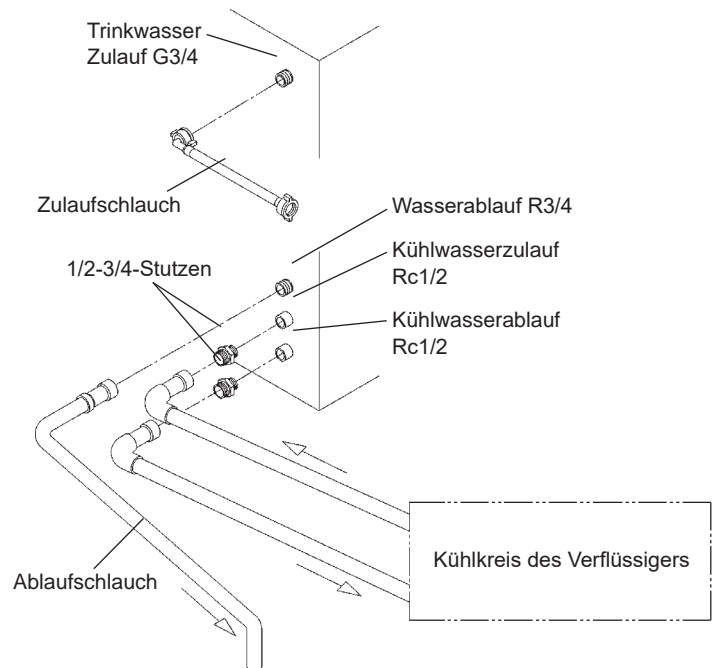 Trinkwasser
Zulauf G3/4
Zulaufschlauch
Wasserablauf R3/4
1/2-3/4-Stutzen
Kühlwasserzulauf
Rc1/2
Kühlwasserablauf
Rc1/2
Kühlkreis des Verflüssigers
Ablaufschlauch